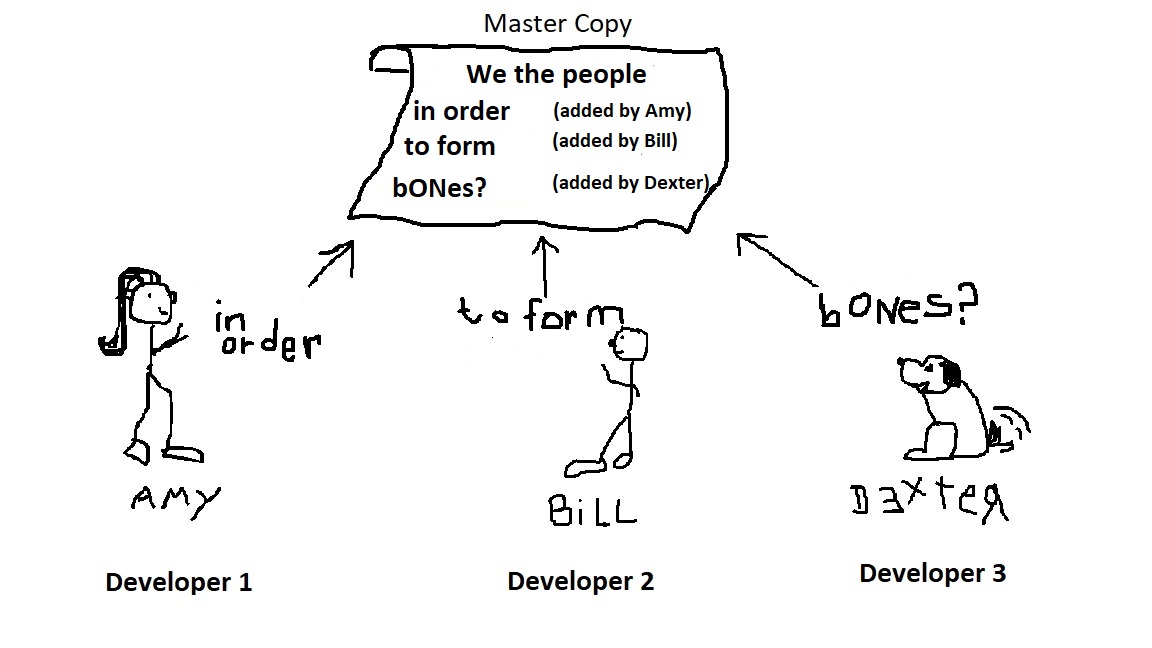 Master Copy
We the people
in order (added by Amy)
to form (added by Bill)
bONes? (added by Dexter)
in
order
to form
bONes?
AMY
BiLL
DEXTER
Developer 1
Developer 2
Developer 3